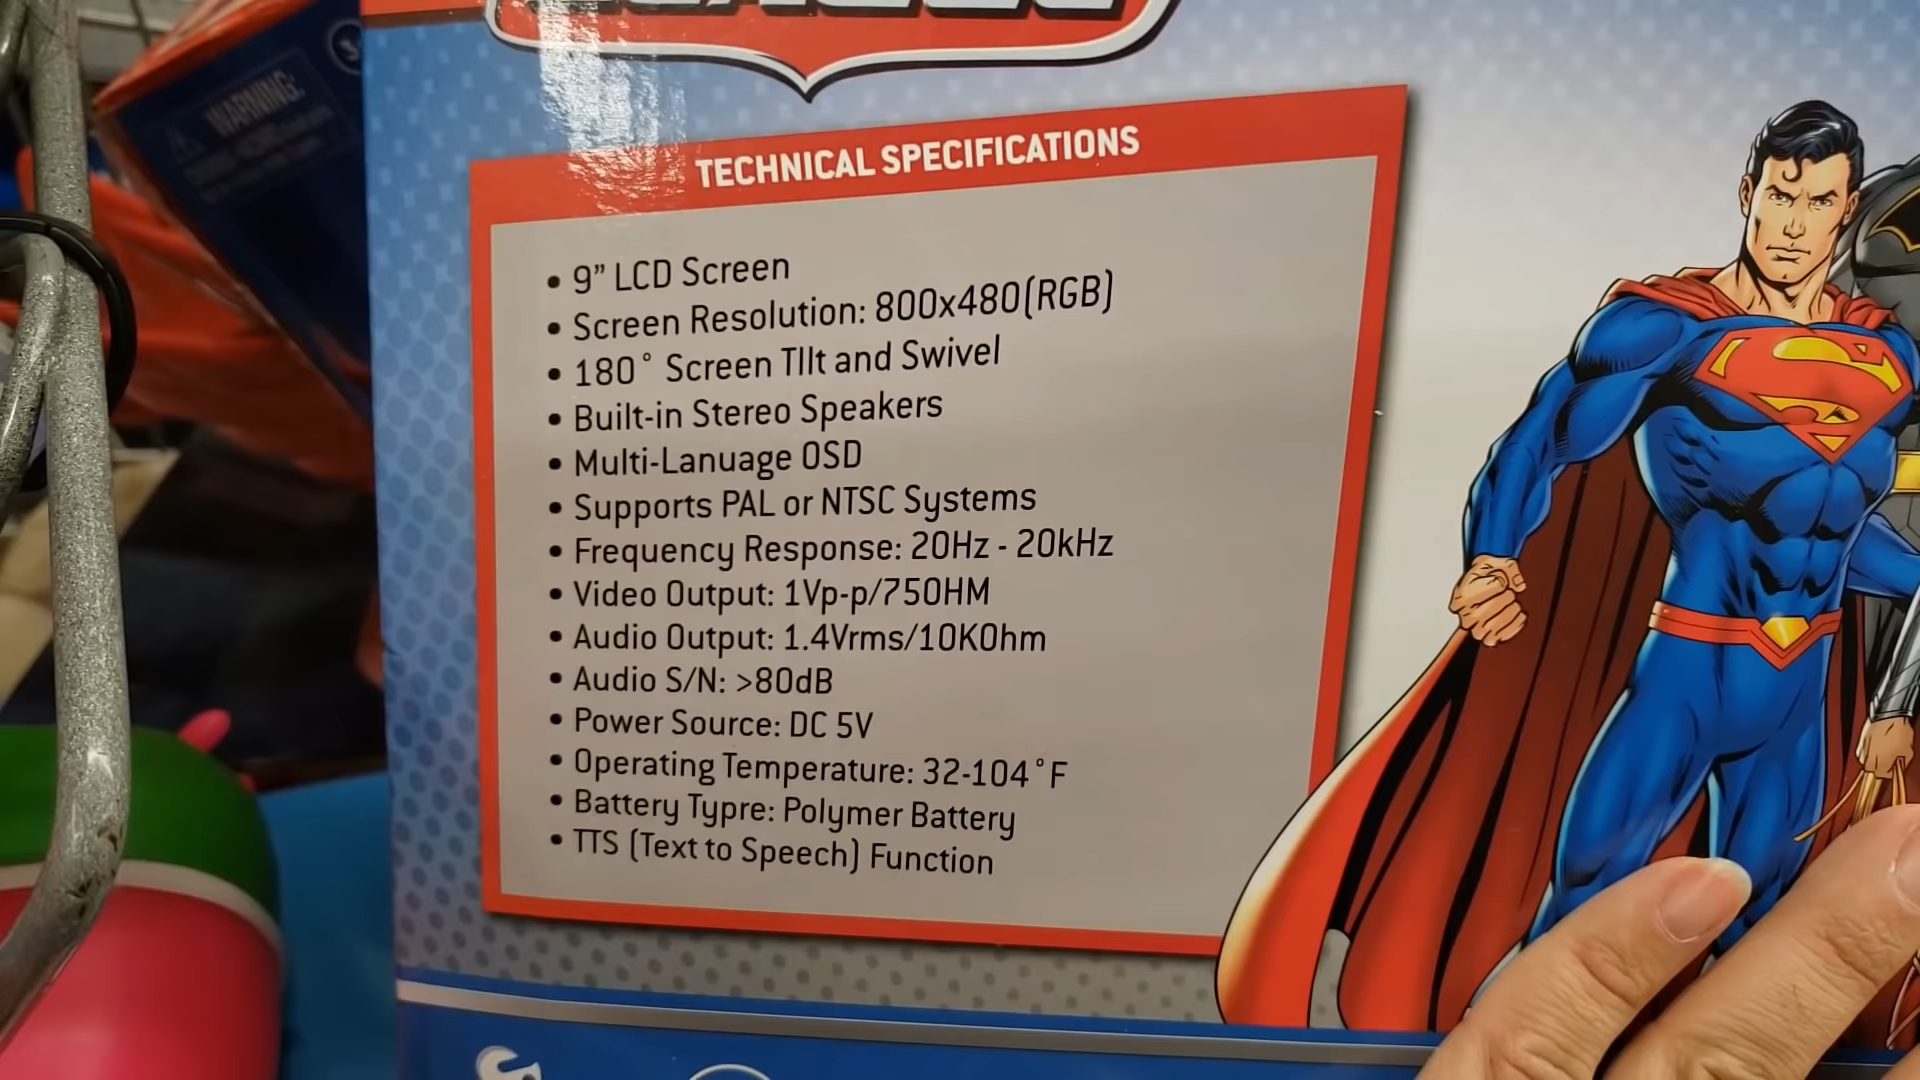 WARNING:
TECHNICAL SPECIFICATIONS
• 9” LCD Screen
• Screen Resolution: 800x480(RGB)
• 180° Screen TIlt and Swivel
• Built-in Stereo Speakers
• Multi-Lanuage OSD
• Supports PAL or NTSC Systems
• Frequency Response: 20Hz - 20kHz
• Video Output: 1Vp-p/75OHM
• Audio Output: 1.4Vrms/10KOhm
• Audio S/N: >80dB
• Power Source: DC 5V
• Operating Temperature: 32-104°F
• Battery Typre: Polymer Battery
• TTS (Text to Speech) Function